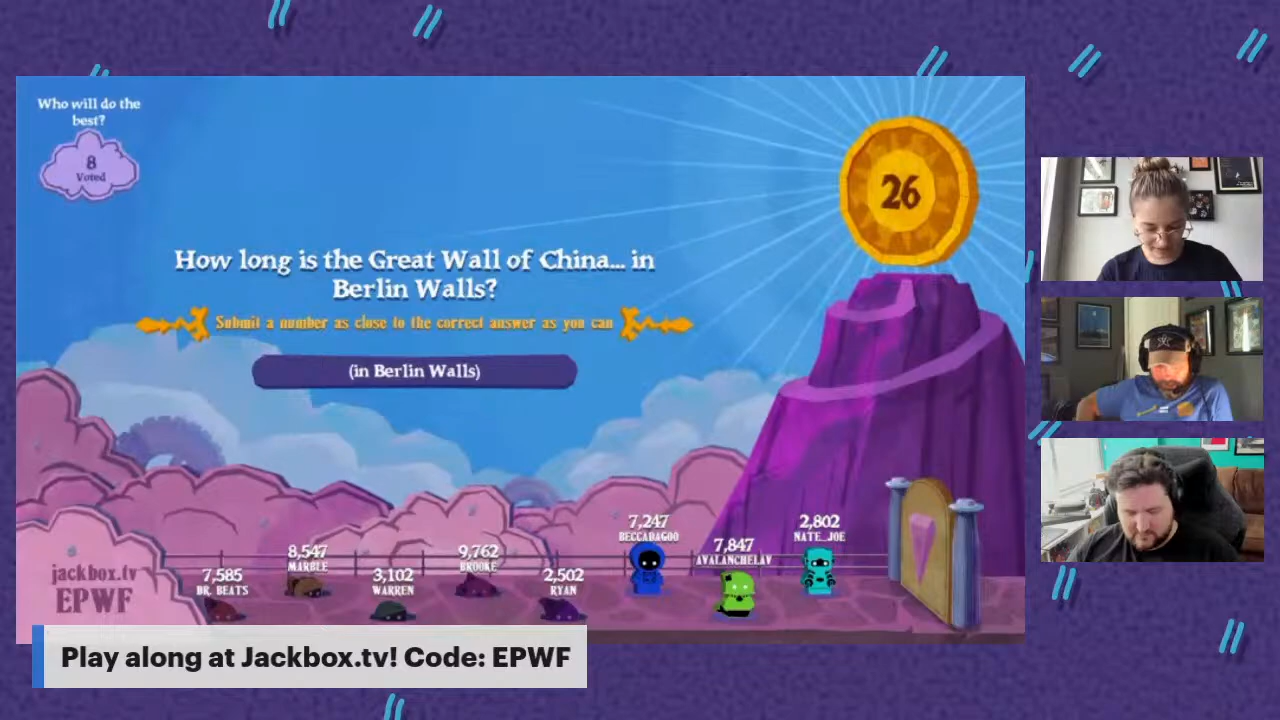 Who will do the
best?
8
Voted
26
How long is the Great Wall of China... in
Berlin Walls?
Submit a number as close to the correct answer as you can
(in Berlin Walls)
7,585
DR. BEATS
8,547
MARBLE
3,102
WARREN
9,762
BROOKE
2,502
RYAN
7,247
BECCABAGOO
7,847
AVALANCHELAV
2,802
NATE_JOE
jackbox.tv
EPWF
Play along at Jackbox.tv! Code: EPWF